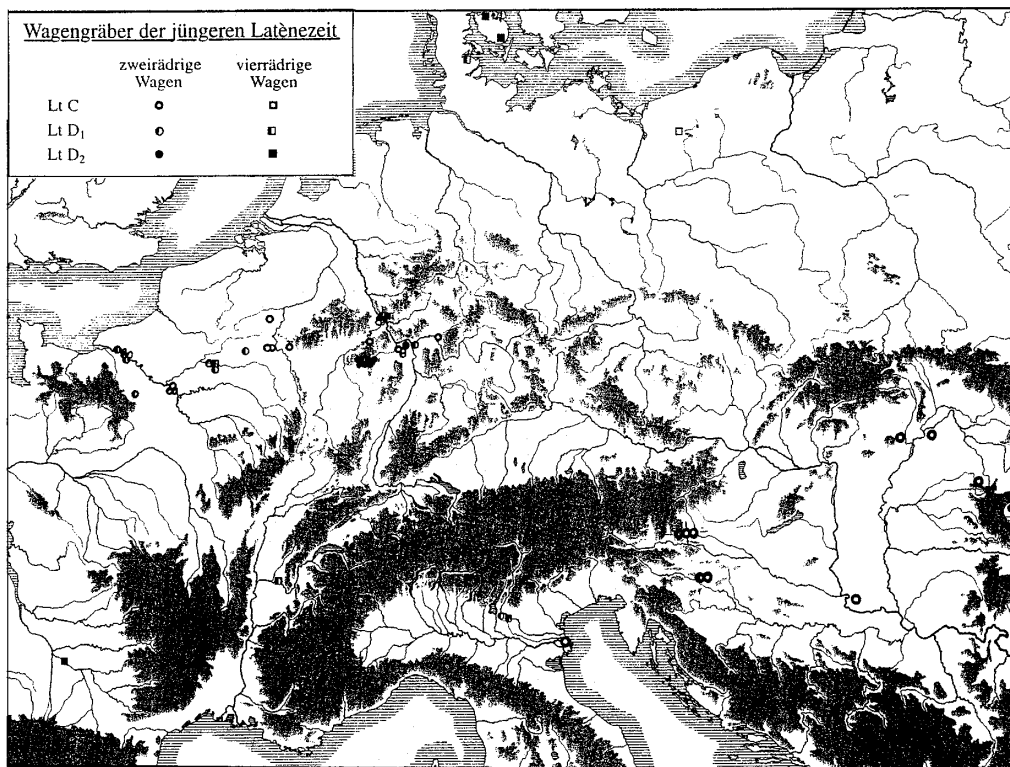 Wagengräber der jüngeren Latènezeit
zweirädrige vierrädrige
Wagen Wagen
Lt C
Lt D₁
Lt D₂